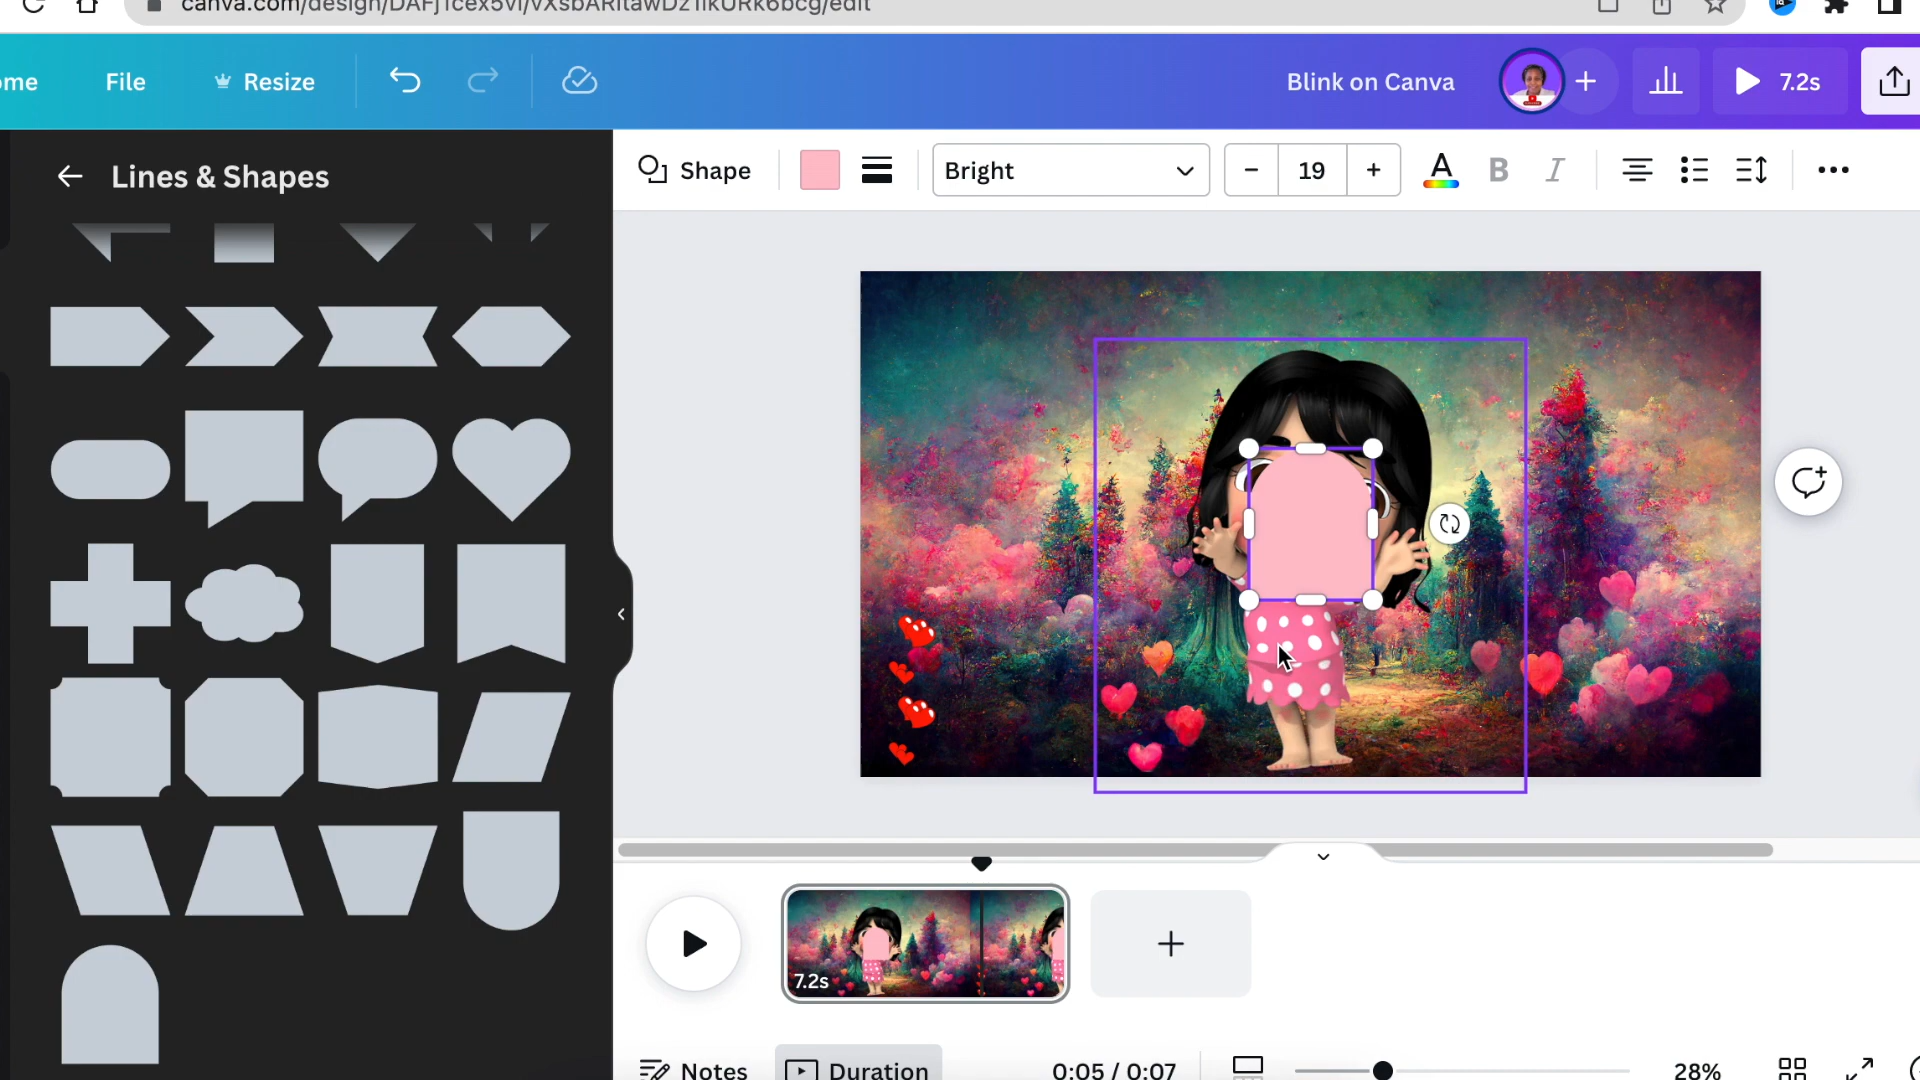 File
Resize
Blink on Canva
7.2s
Lines & Shapes
Shape
Bright
19
A
B
I
7.2s
Notes
Duration
0:05 / 0:07
28%